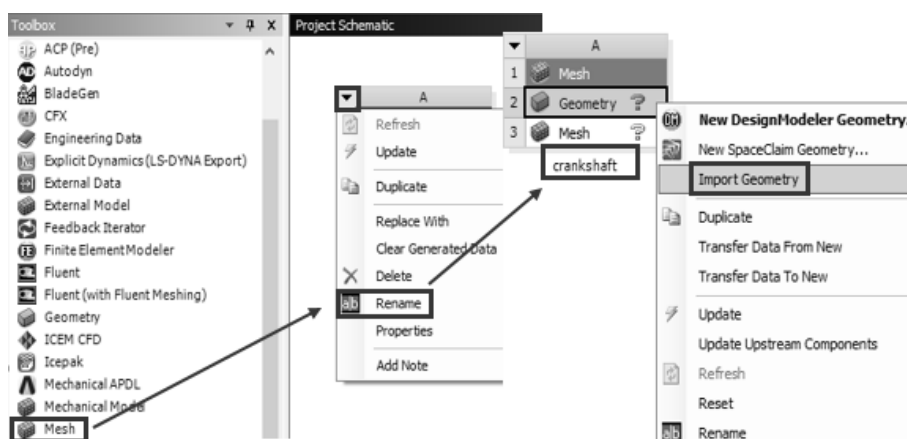 Toolbox
ACP (Pre)
Autodyn
BladeGen
CFX
Engineering Data
Explicit Dynamics (LS-DYNA Export)
External Data
External Model
Feedback Iterator
Finite Element Modeler
Fluent
Fluent (with Fluent Meshing)
Geometry
ICEM CFD
Icepak
Mechanical APDL
Mechanical Model
Mesh
Project Schematic
A
Refresh
Update
Duplicate
Replace With
Clear Generated Data
Delete
Rename
Properties
Add Note
A
1 Mesh
2 Geometry ?
3 Mesh ?
crankshaft
New DesignModeler Geometry.
New SpaceClaim Geometry...
Import Geometry
Duplicate
Transfer Data From New
Transfer Data To New
Update
Update Upstream Components
Refresh
Reset
Rename